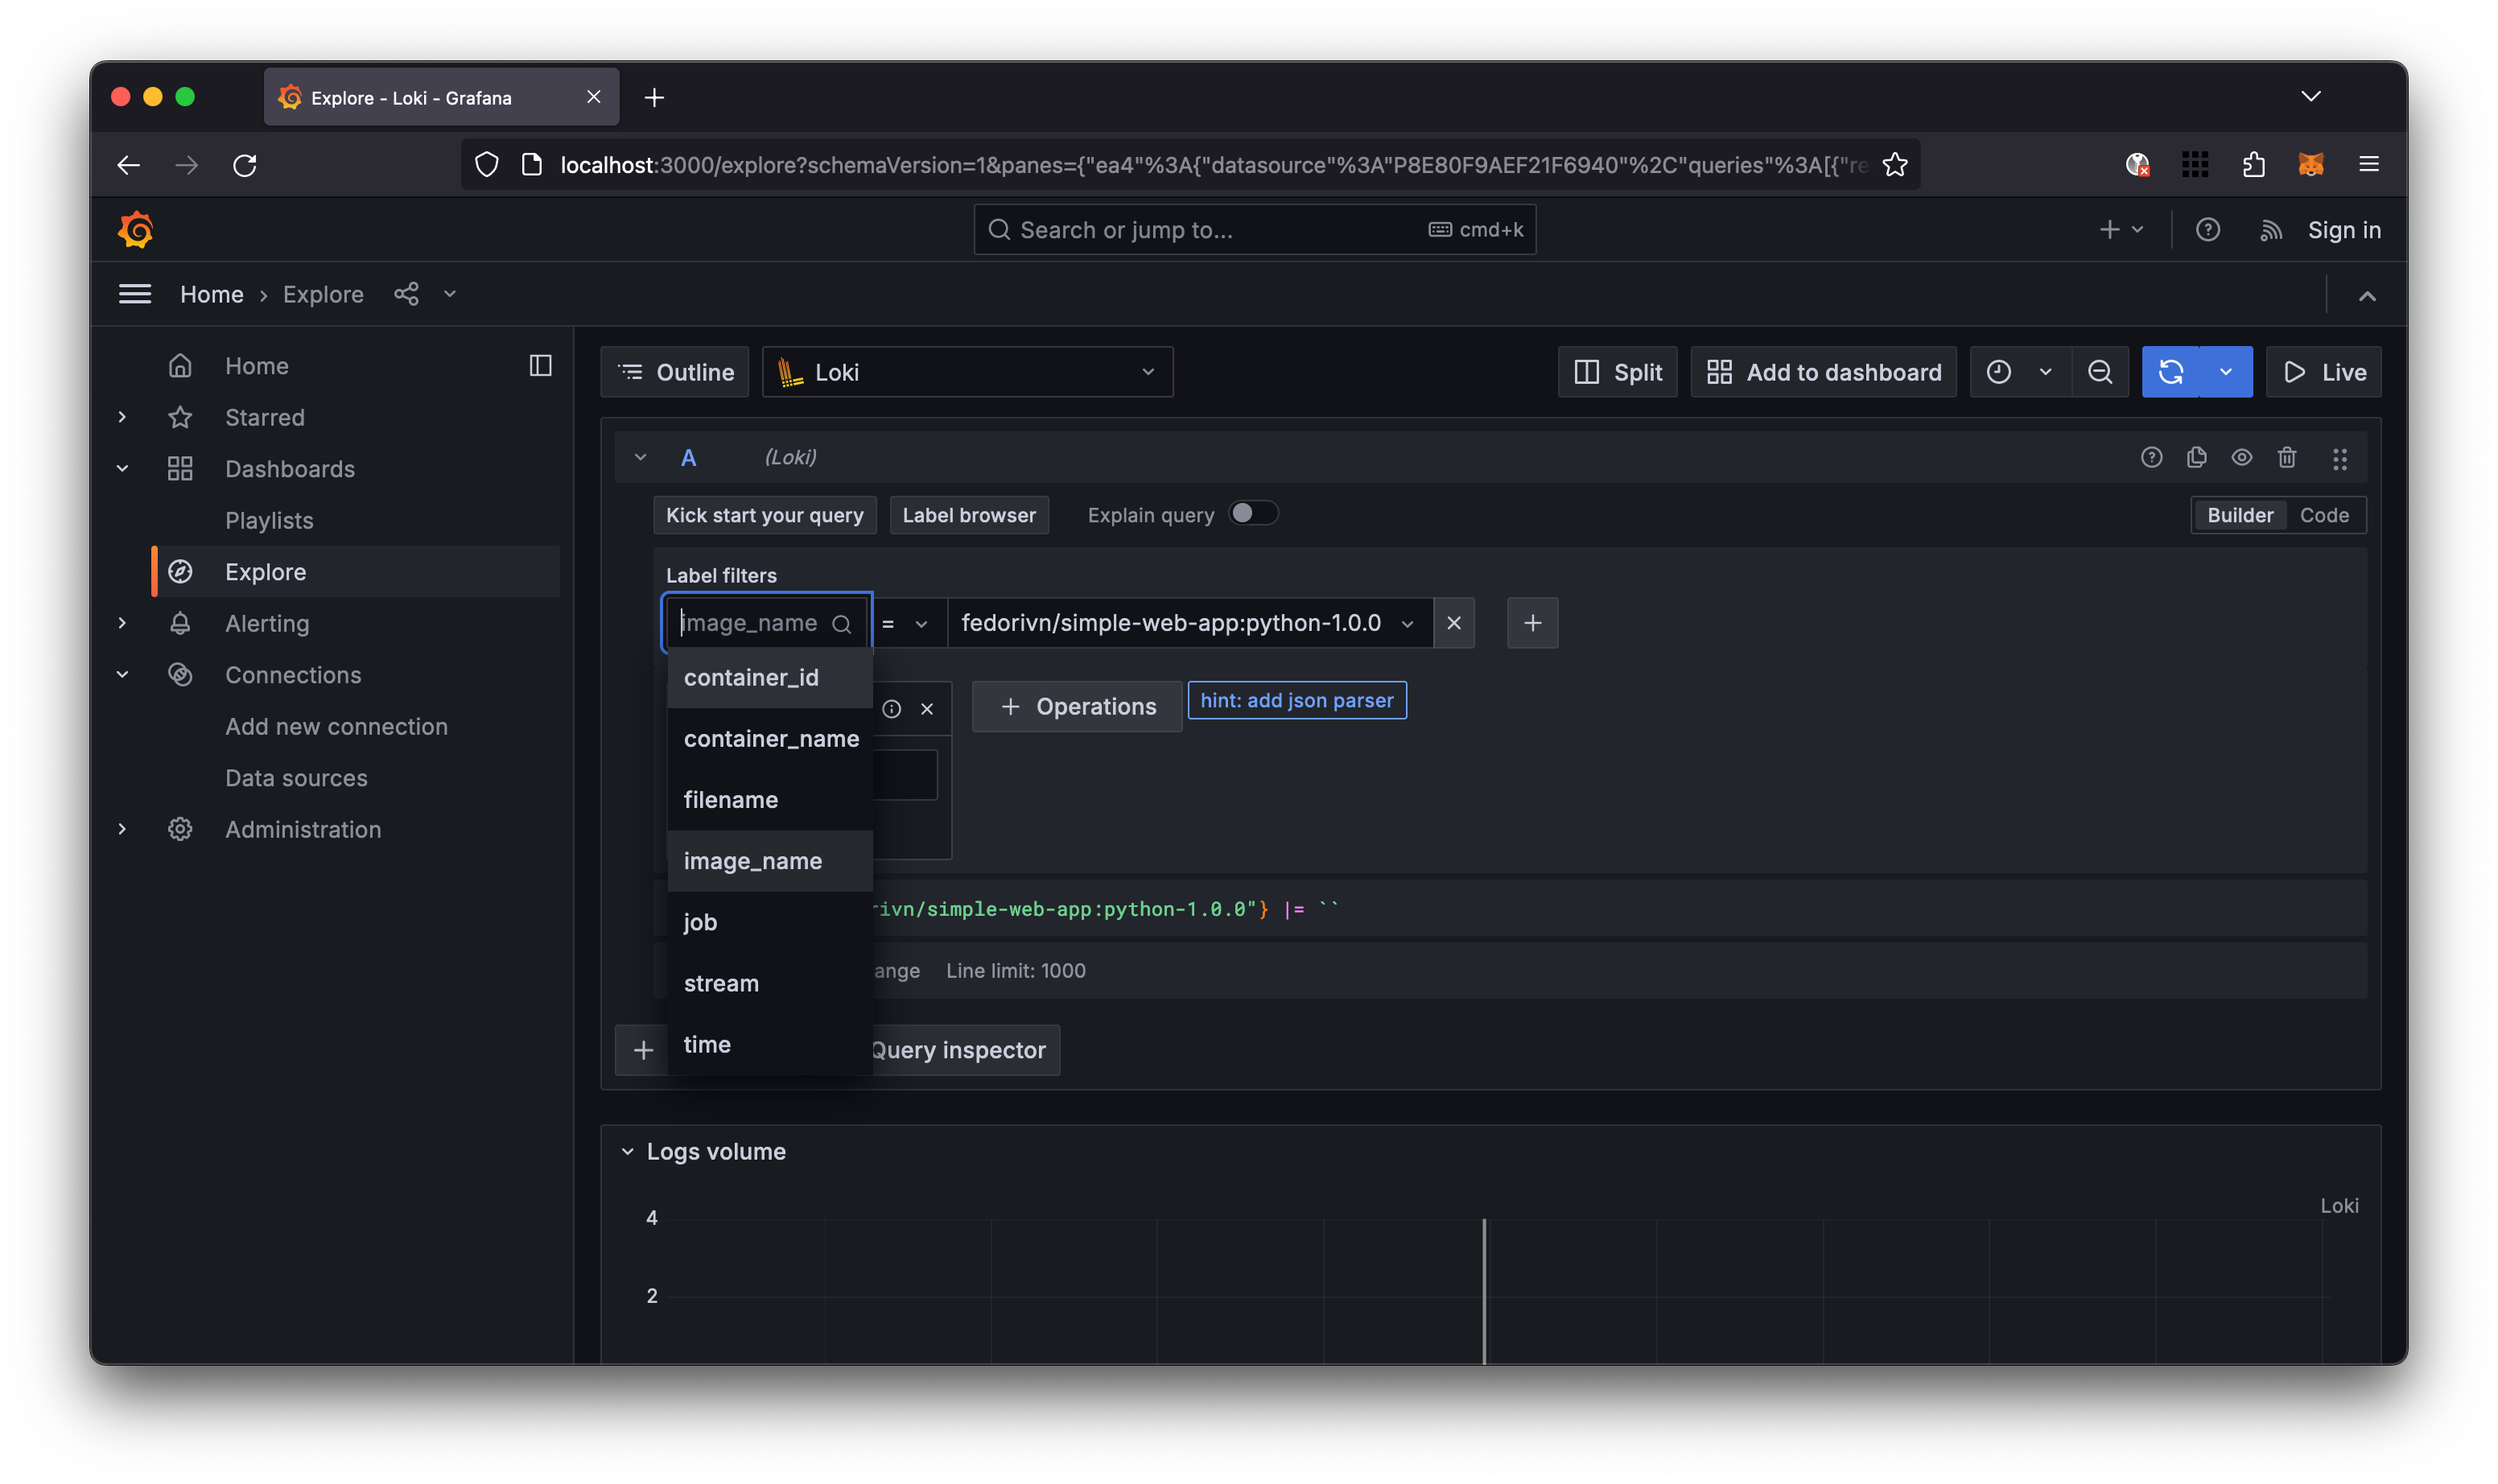 Explore - Loki - Grafana
localhost:3000/explore?schemaVersion=1&panes={"ea4"%3A{"datasource"%3A"P8E80F9AEF21F6940"%2C"queries"%3A[{"re
Search or jump to... cmd+k
Sign in
Home › Explore
Home
Starred
Dashboards
Playlists
Explore
Alerting
Connections
Add new connection
Data sources
Administration
Outline Loki Split Add to dashboard Live
A (Loki)
Kick start your query Label browser Explain query Builder Code
Label filters
image_name = fedorivn/simple-web-app:python-1.0.0
container_id
container_name
filename
image_name
job
stream
time
+ Operations hint: add json parser
rivn/simple-web-app:python-1.0.0"} |= ``
ange Line limit: 1000
Query inspector
Logs volume
Loki
4
2